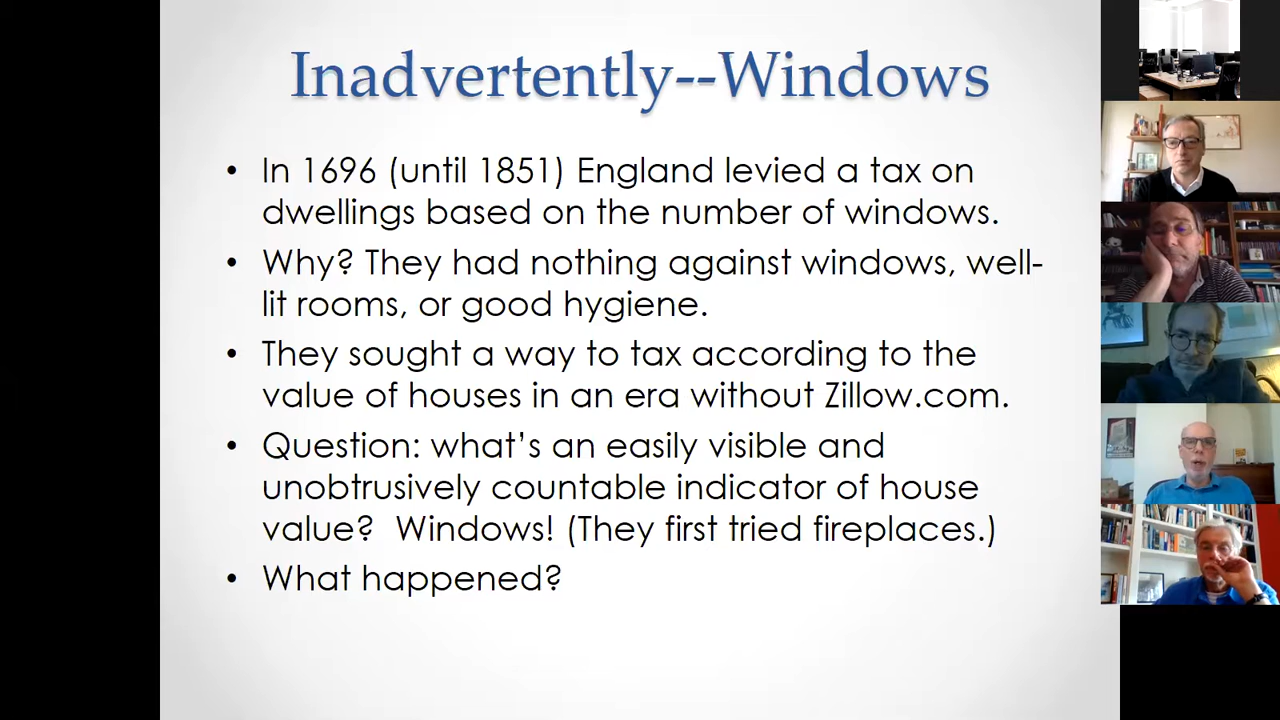 Inadvertently--Windows
• In 1696 (until 1851) England levied a tax on
dwellings based on the number of windows.
• Why? They had nothing against windows, well-
lit rooms, or good hygiene.
• They sought a way to tax according to the
value of houses in an era without Zillow.com.
• Question: what’s an easily visible and
unobtrusively countable indicator of house
value?  Windows! (They first tried fireplaces.)
• What happened?